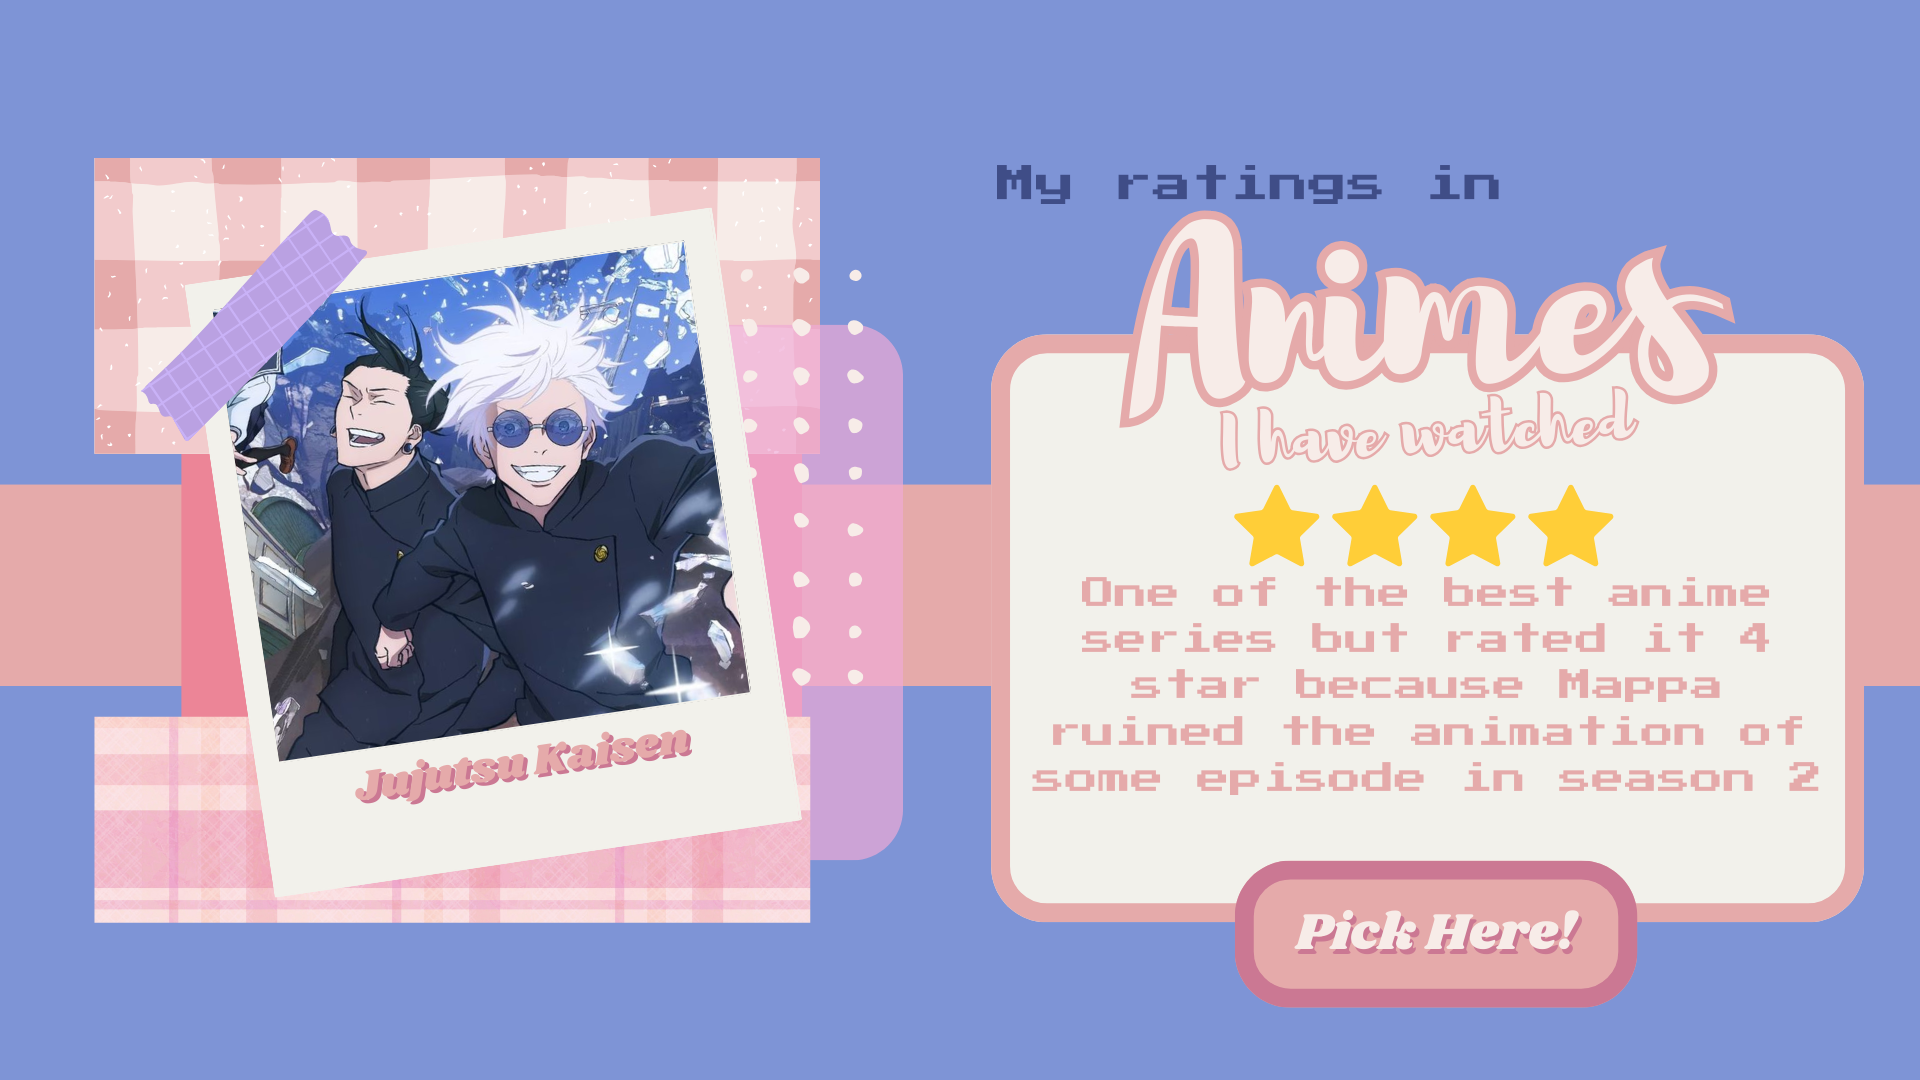 My ratings in
Animes
I have watched
One of the best anime
series but rated it 4
star because Mappa
ruined the animation of
some episode in season 2
Pick Here!
Jujutsu Kaisen